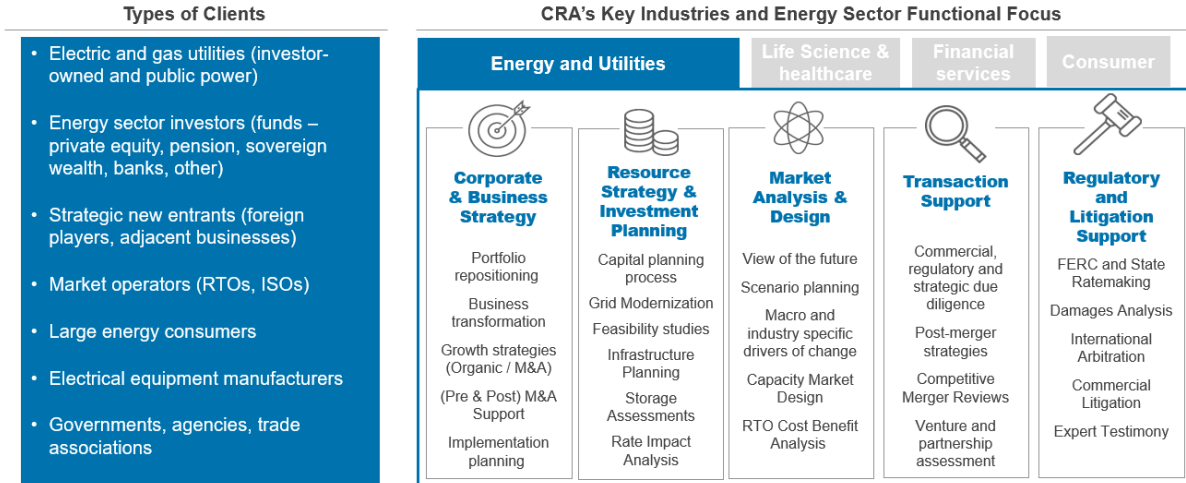 Types of Clients
• Electric and gas utilities (investor-
owned and public power)
• Energy sector investors (funds –
private equity, pension, sovereign
wealth, banks, other)
• Strategic new entrants (foreign
players, adjacent businesses)
• Market operators (RTOs, ISOs)
• Large energy consumers
• Electrical equipment manufacturers
• Governments, agencies, trade
associations
CRA’s Key Industries and Energy Sector Functional Focus
Energy and Utilities
Life Science &
healthcare
Financial
services
Consumer
Corporate
& Business
Strategy
Portfolio
repositioning
Business
transformation
Growth strategies
(Organic / M&A)
(Pre & Post) M&A
Support
Implementation
planning
Resource
Strategy &
Investment
Planning
Capital planning
process
Grid Modernization
Feasibility studies
Infrastructure
Planning
Storage
Assessments
Rate Impact
Analysis
Market
Analysis &
Design
View of the future
Scenario planning
Macro and
industry specific
drivers of change
Capacity Market
Design
RTO Cost Benefit
Analysis
Transaction
Support
Commercial,
regulatory and
strategic due
diligence
Post-merger
strategies
Competitive
Merger Reviews
Venture and
partnership
assessment
Regulatory
and
Litigation
Support
FERC and State
Ratemaking
Damages Analysis
International
Arbitration
Commercial
Litigation
Expert Testimony